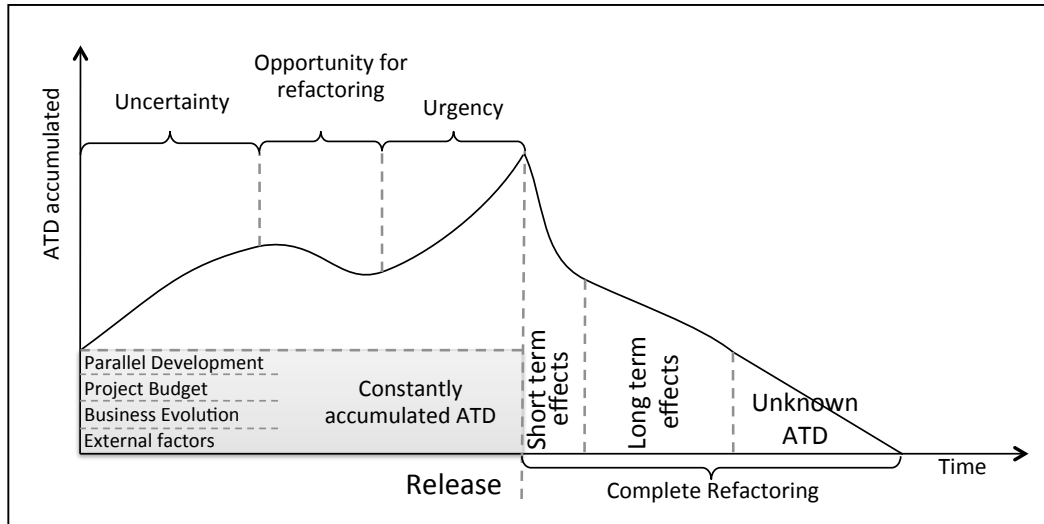 Opportunity for
refactoring
Uncertainty
Urgency
ATD accumulated
Parallel Development
Project Budget
Business Evolution
External factors
Constantly
accumulated ATD
Short term
effects
Long term
effects
Unknown
ATD
Time
Release
Complete Refactoring